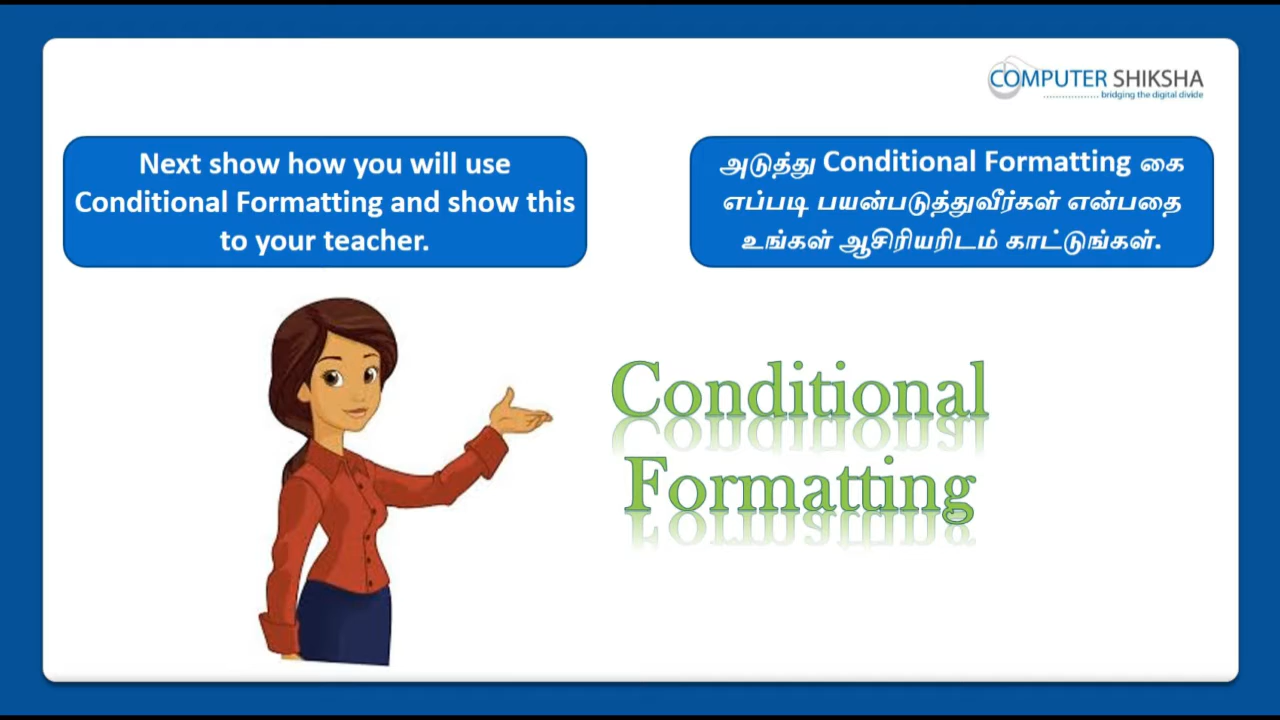 COMPUTER SHIKSHA
bridging the digital divide
Next show how you will use
Conditional Formatting and show this
to your teacher.
அடுத்து Conditional Formatting கை
எப்படி பயன்படுத்துவீர்கள் என்பதை
உங்கள் ஆசிரியரிடம் காட்டுங்கள்.
Conditional
Formatting